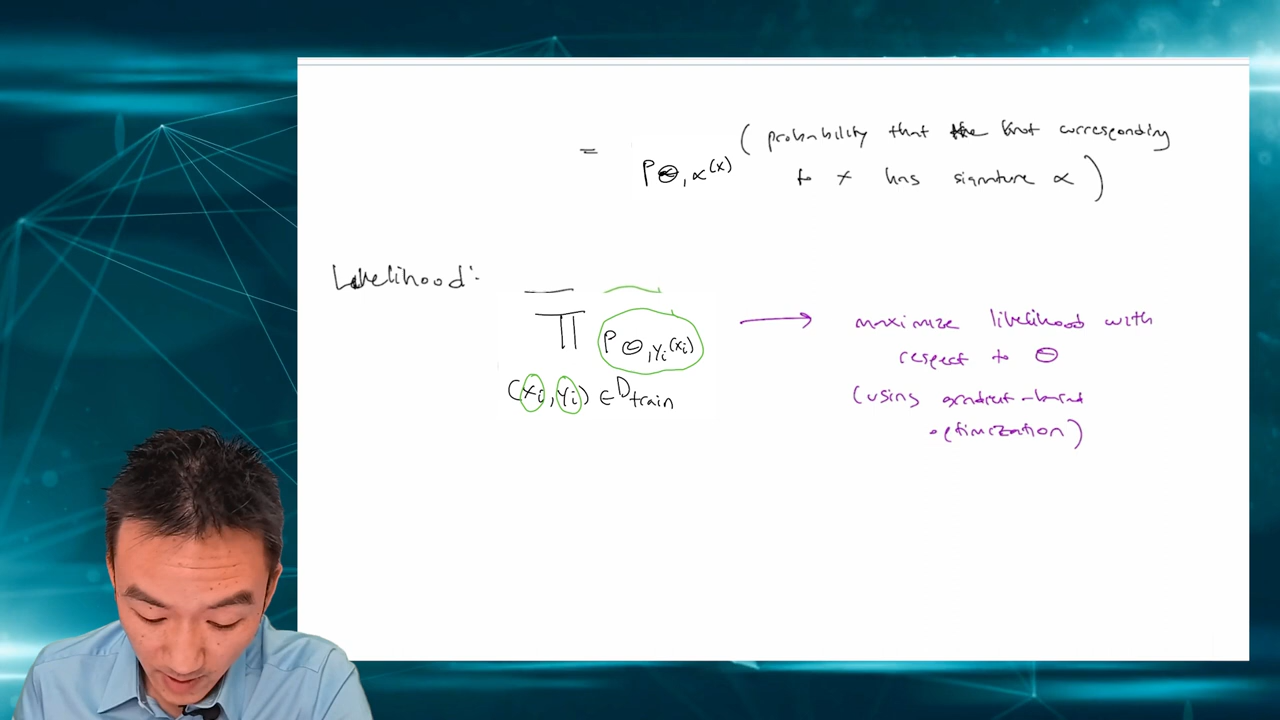 = pθ,α(x) (probability that the knot corresponding
to x has signature α)
Likelihood:
∏ pθ,yi(xi) → maximize likelihood with
respect to θ
(xi, yi) ∈ Dtrain (using gradient-based
optimization)